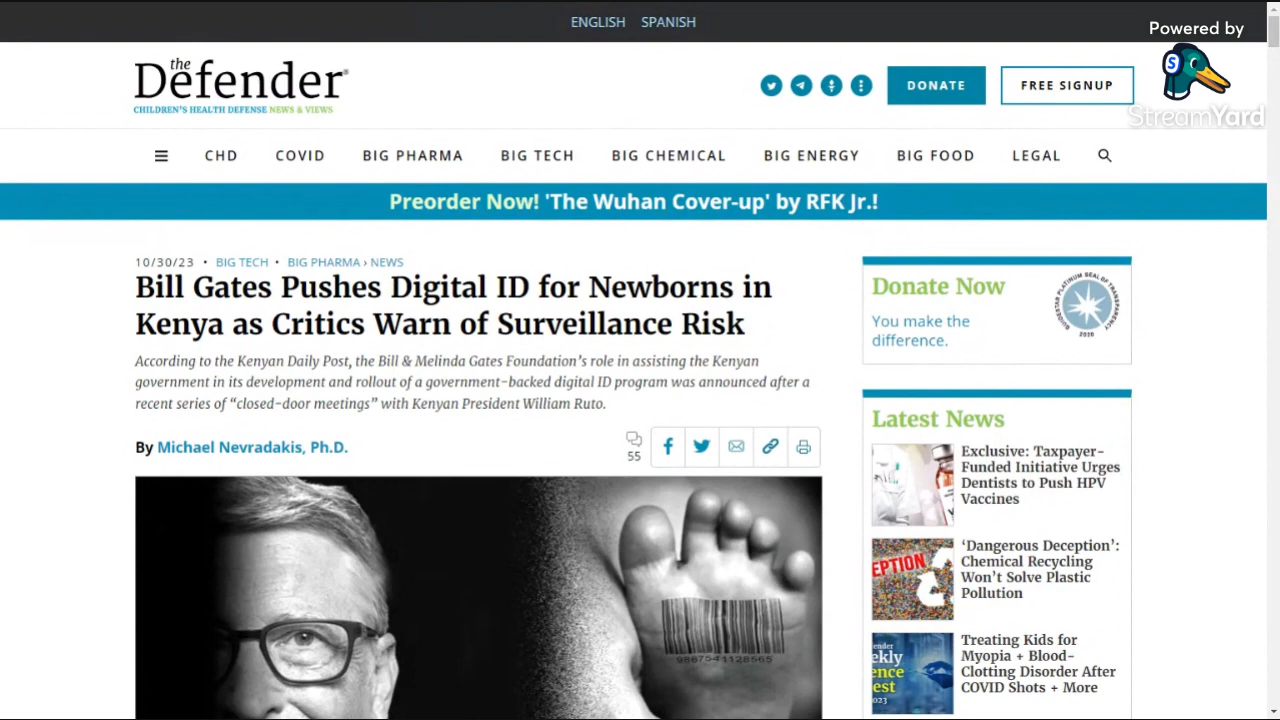 ENGLISH SPANISH
Powered by
S
StreamYard
the
Defender®
CHILDREN'S HEALTH DEFENSE NEWS & VIEWS
DONATE
FREE SIGNUP
CHD COVID BIG PHARMA BIG TECH BIG CHEMICAL BIG ENERGY BIG FOOD LEGAL
Preorder Now! 'The Wuhan Cover-up' by RFK Jr.!
10/30/23 • BIG TECH • BIG PHARMA › NEWS
Bill Gates Pushes Digital ID for Newborns in
Kenya as Critics Warn of Surveillance Risk
According to the Kenyan Daily Post, the Bill & Melinda Gates Foundation's role in assisting the Kenyan
government in its development and rollout of a government-backed digital ID program was announced after a
recent series of “closed-door meetings” with Kenyan President William Ruto.
By Michael Nevradakis, Ph.D.
55
Donate Now
You make the
difference.
Latest News
Exclusive: Taxpayer-
Funded Initiative Urges
Dentists to Push HPV
Vaccines
EPTION
‘Dangerous Deception’:
Chemical Recycling
Won’t Solve Plastic
Pollution
Treating Kids for
Myopia + Blood-
Clotting Disorder After
COVID Shots + More